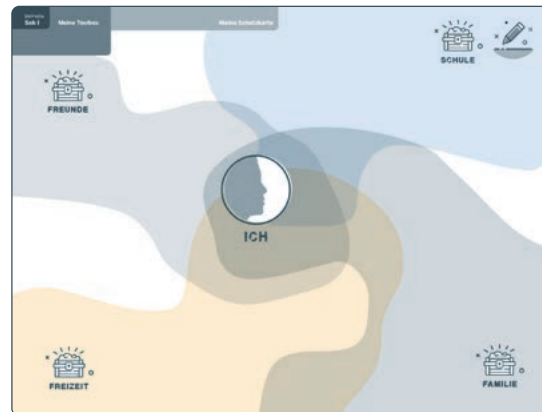 Sek I
Meine Toolbox
Meine Schatzkarte
SCHULE
FREUNDE
ICH
FREIZEIT
FAMILIE